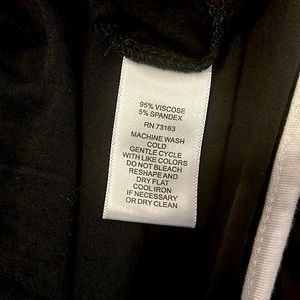 95% VISCOSE
5% SPANDEX
RN 73163
MACHINE WASH
COLD
GENTLE CYCLE
WITH LIKE COLORS
DO NOT BLEACH
RESHAPE AND
DRY FLAT
COOL IRON
IF NECESSARY
OR DRY CLEAN